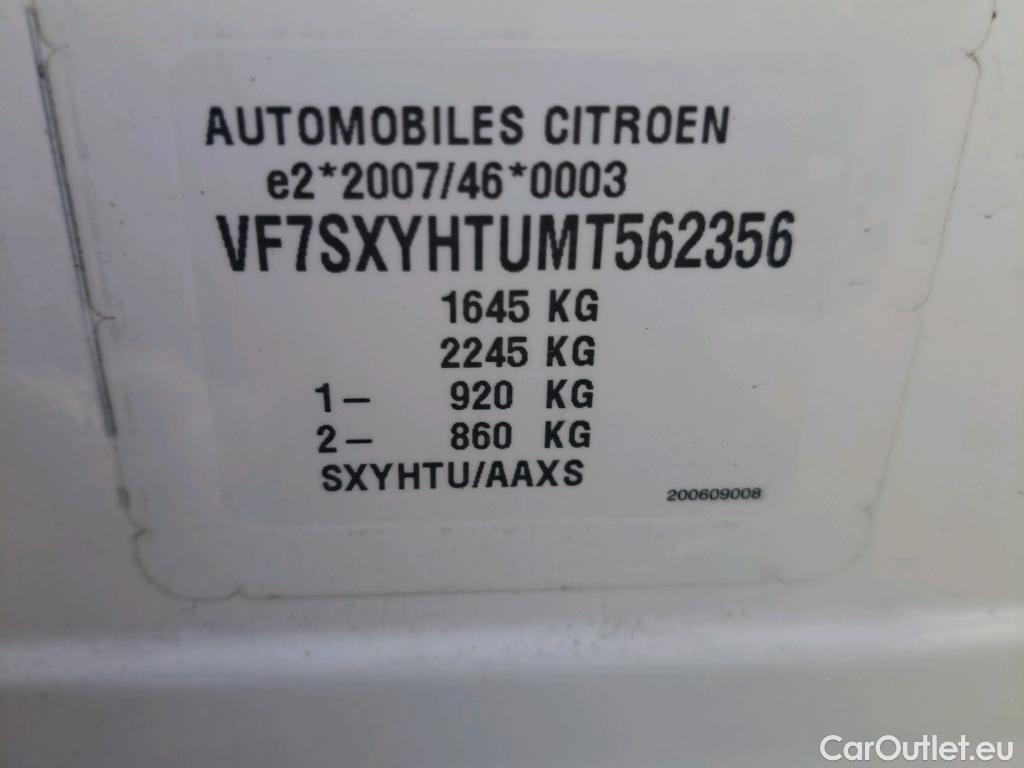 AUTOMOBILES CITROEN
e2*2007/46*0003
VF7SXYHTUMT562356
1645 KG
2245 KG
1– 920 KG
2– 860 KG
SXYHTU/AAXS
200609008
CarOutlet.eu